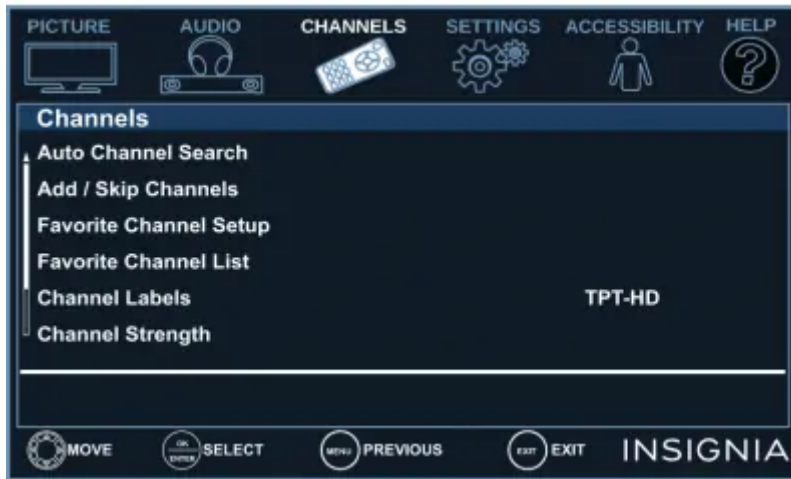 PICTURE AUDIO CHANNELS SETTINGS ACCESSIBILITY HELP
?
Channels
Auto Channel Search
Add / Skip Channels
Favorite Channel Setup
Favorite Channel List
Channel Labels TPT-HD
Channel Strength
MOVE OK ENTER SELECT MENU PREVIOUS EXIT EXIT INSIGNIA